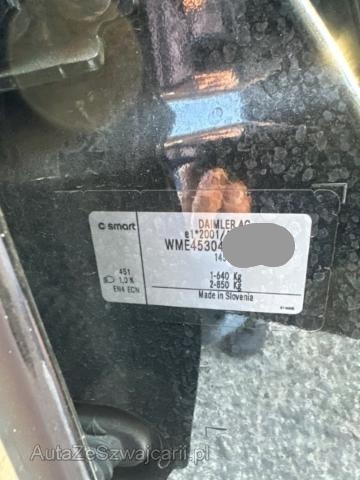 smart
DAIMLER AG
e1*2001/
WME45304
145
1-640 Kg
2-850 Kg
451
1,0 %
EN4 ECN
Made in Slovenia
AutaZeSzwajcarii.pl